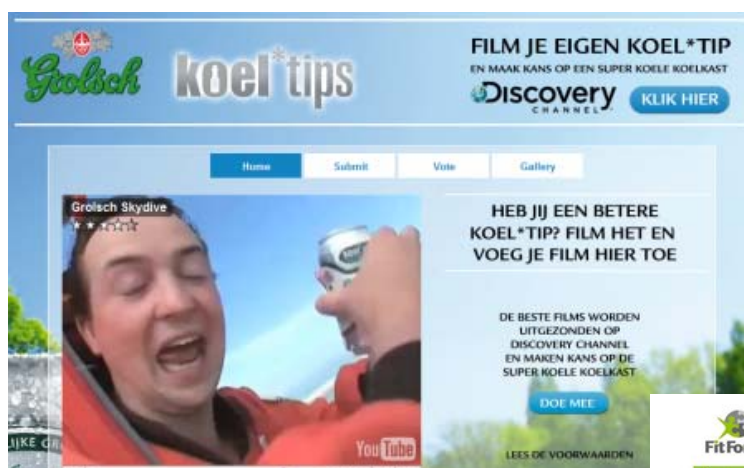 Grolsch
koel*tips
FILM JE EIGEN KOEL*TIP
EN MAAK KANS OP EEN SUPER KOELE KOELKAST
DISCOVERY
CHANNEL
KLIK HIER
Home
Submit
Vote
Gallery
Grolsch Skydive
HEB JIJ EEN BETERE
KOEL*TIP? FILM HET EN
VOEG JE FILM HIER TOE
DE BESTE FILMS WORDEN
UITGEZONDEN OP
DISCOVERY CHANNEL
EN MAKEN KANS OP DE
SUPER KOELE KOELKAST
DOE MEE
LEES DE VOORWAARDEN
YouTube